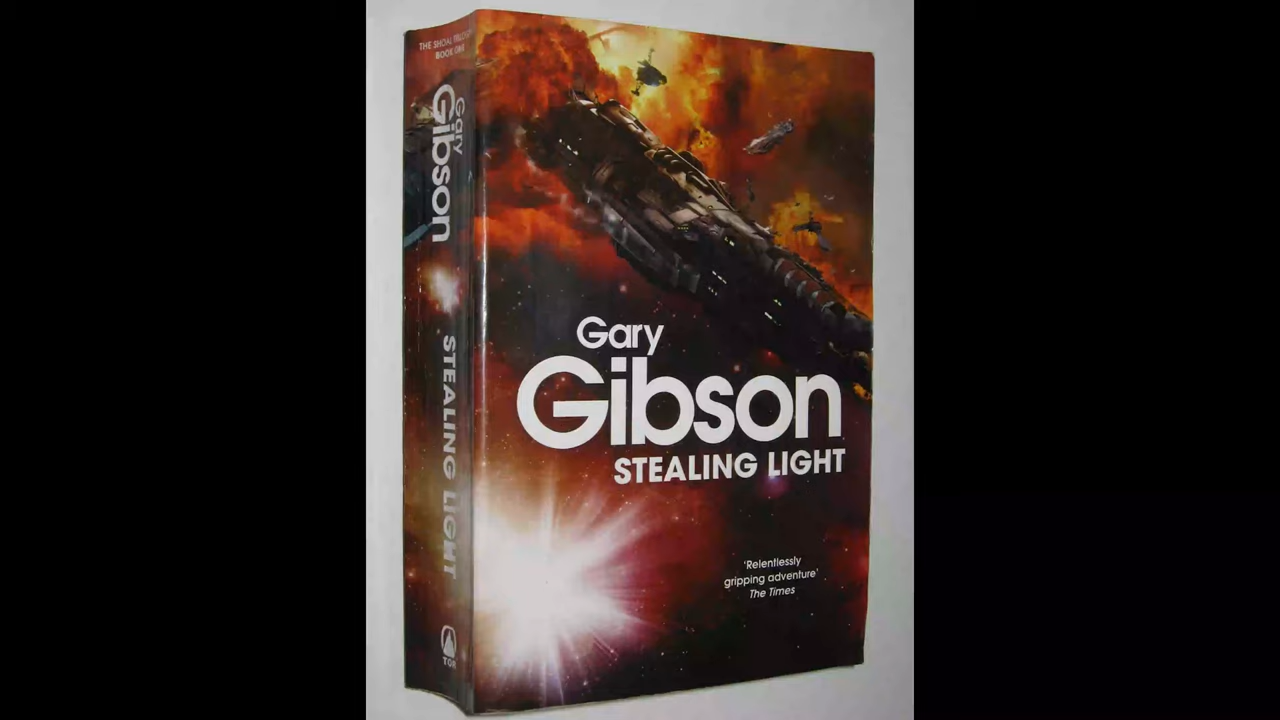 THE SHOAL TRILOGY
BOOK ONE
Gary
Gibson
STEALING LIGHT
TOR
Gary
Gibson
STEALING LIGHT
'Relentlessly
gripping adventure'
The Times